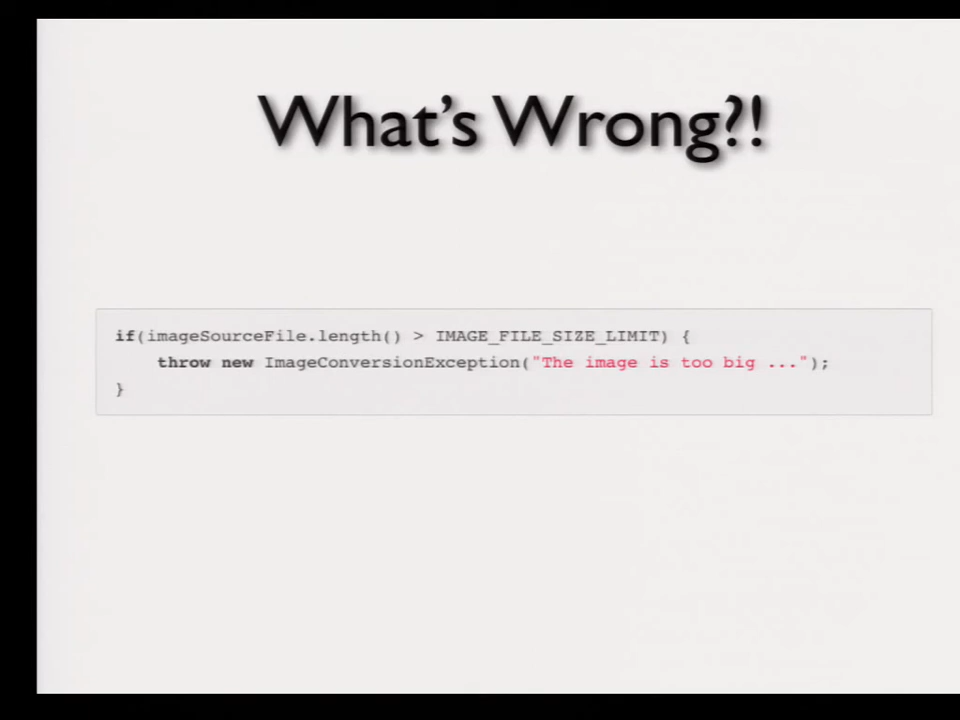 What's Wrong?!
if(imageSourceFile.length() > IMAGE_FILE_SIZE_LIMIT) {
    throw new ImageConversionException("The image is too big ...");
}